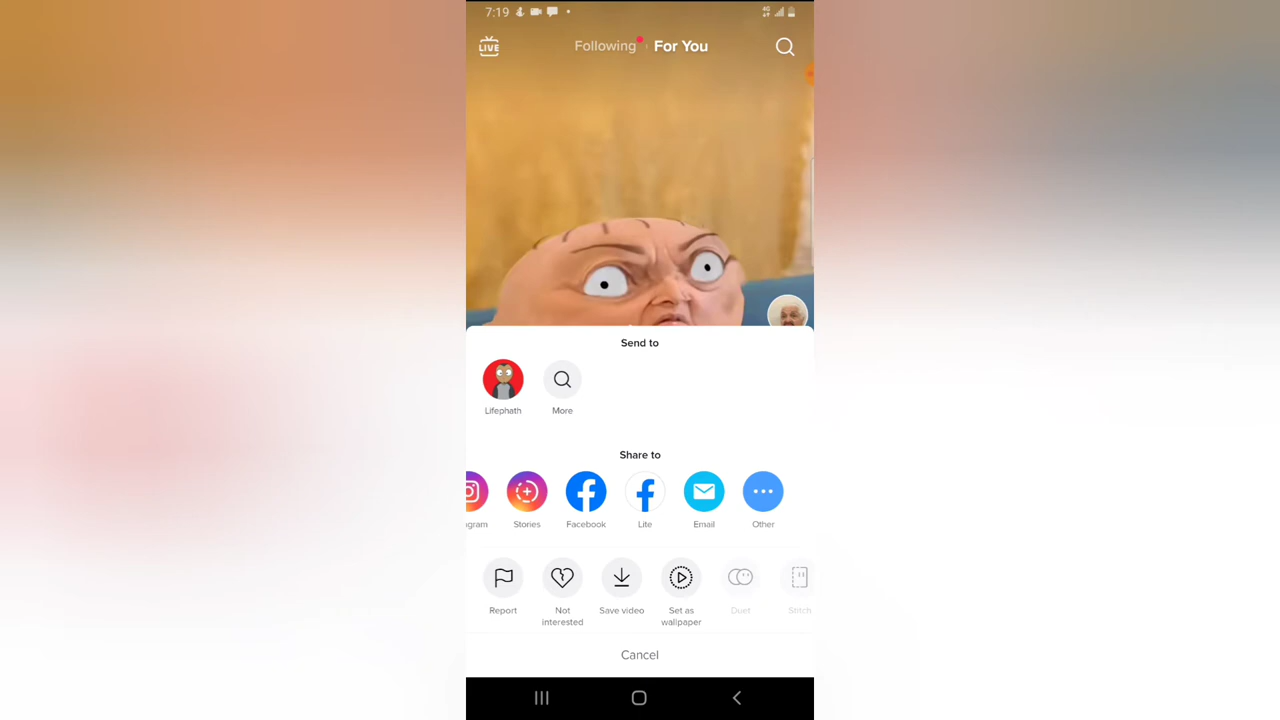 7:19
4G
LIVE
Following For You
Send to
Lifephath More
Share to
gram Stories Facebook Lite Email Other
Report Not interested Save video Set as wallpaper Duet Stitch
Cancel